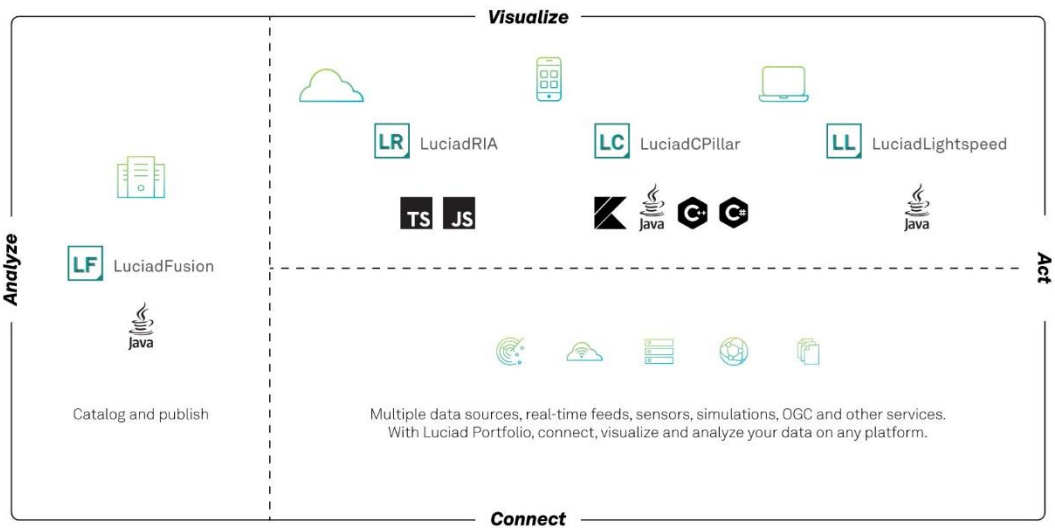 Visualize
LR LuciadRIA
LC LuciadCPillar
LL LuciadLightspeed
TS JS
Java C++ C#
Java
Analyze
LF LuciadFusion
Java
Catalog and publish
Act
Multiple data sources, real-time feeds, sensors, simulations, OGC and other services.
With Luciad Portfolio, connect, visualize and analyze your data on any platform.
Connect